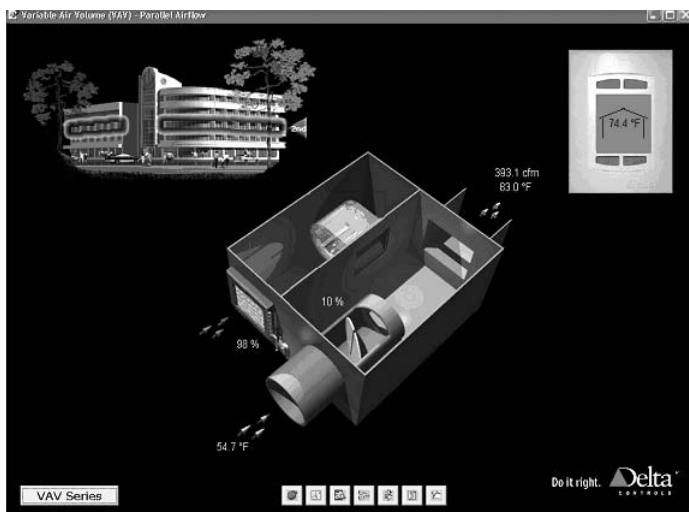 Variable Air Volume (VAV) - Parallel Airflow
2nd
74.4 °F
393.1 cfm
83.0 °F
10 %
98 %
54.7 °F
VAV Series
Do it right.
Delta
CONTROLS